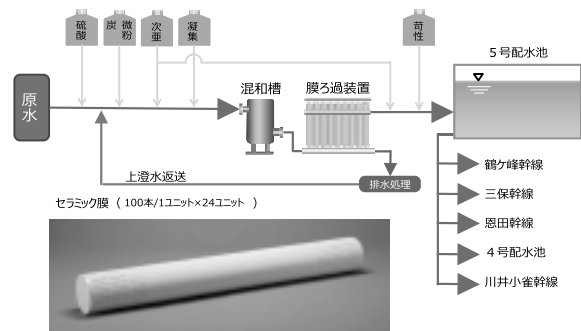 硫酸
炭 微粉
次亜
凝集
苛性
5号配水池
原水
混和槽
膜ろ過装置
上澄水返送
排水処理
鶴ケ峰幹線
三保幹線
恩田幹線
4号配水池
川井小雀幹線
セラミック膜 ( 100本/1ユニット×24ユニット )